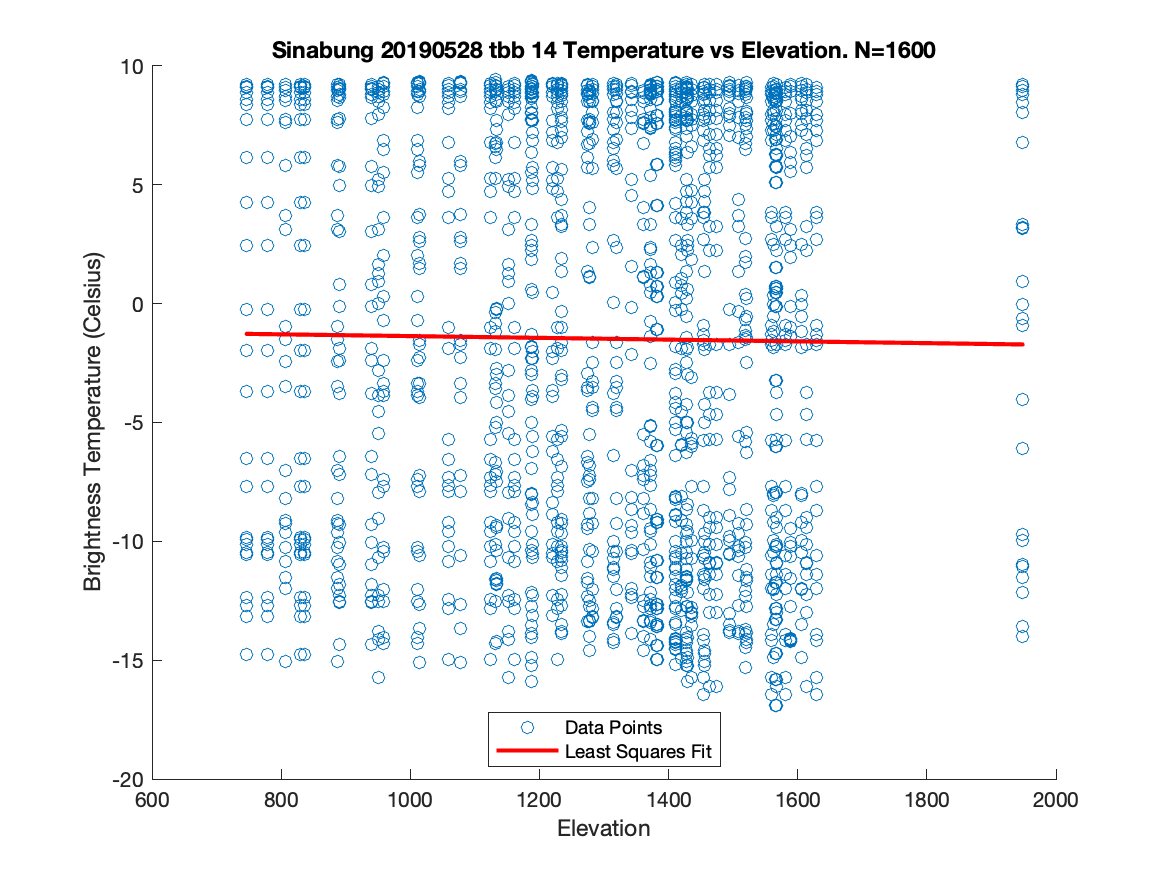 Sinabung 20190528 tbb 14 Temperature vs Elevation. N=1600
10
5
0
-5
-10
-15
-20
Brightness Temperature (Celsius)
Data Points
Least Squares Fit
600 800 1000 1200 1400 1600 1800 2000
Elevation